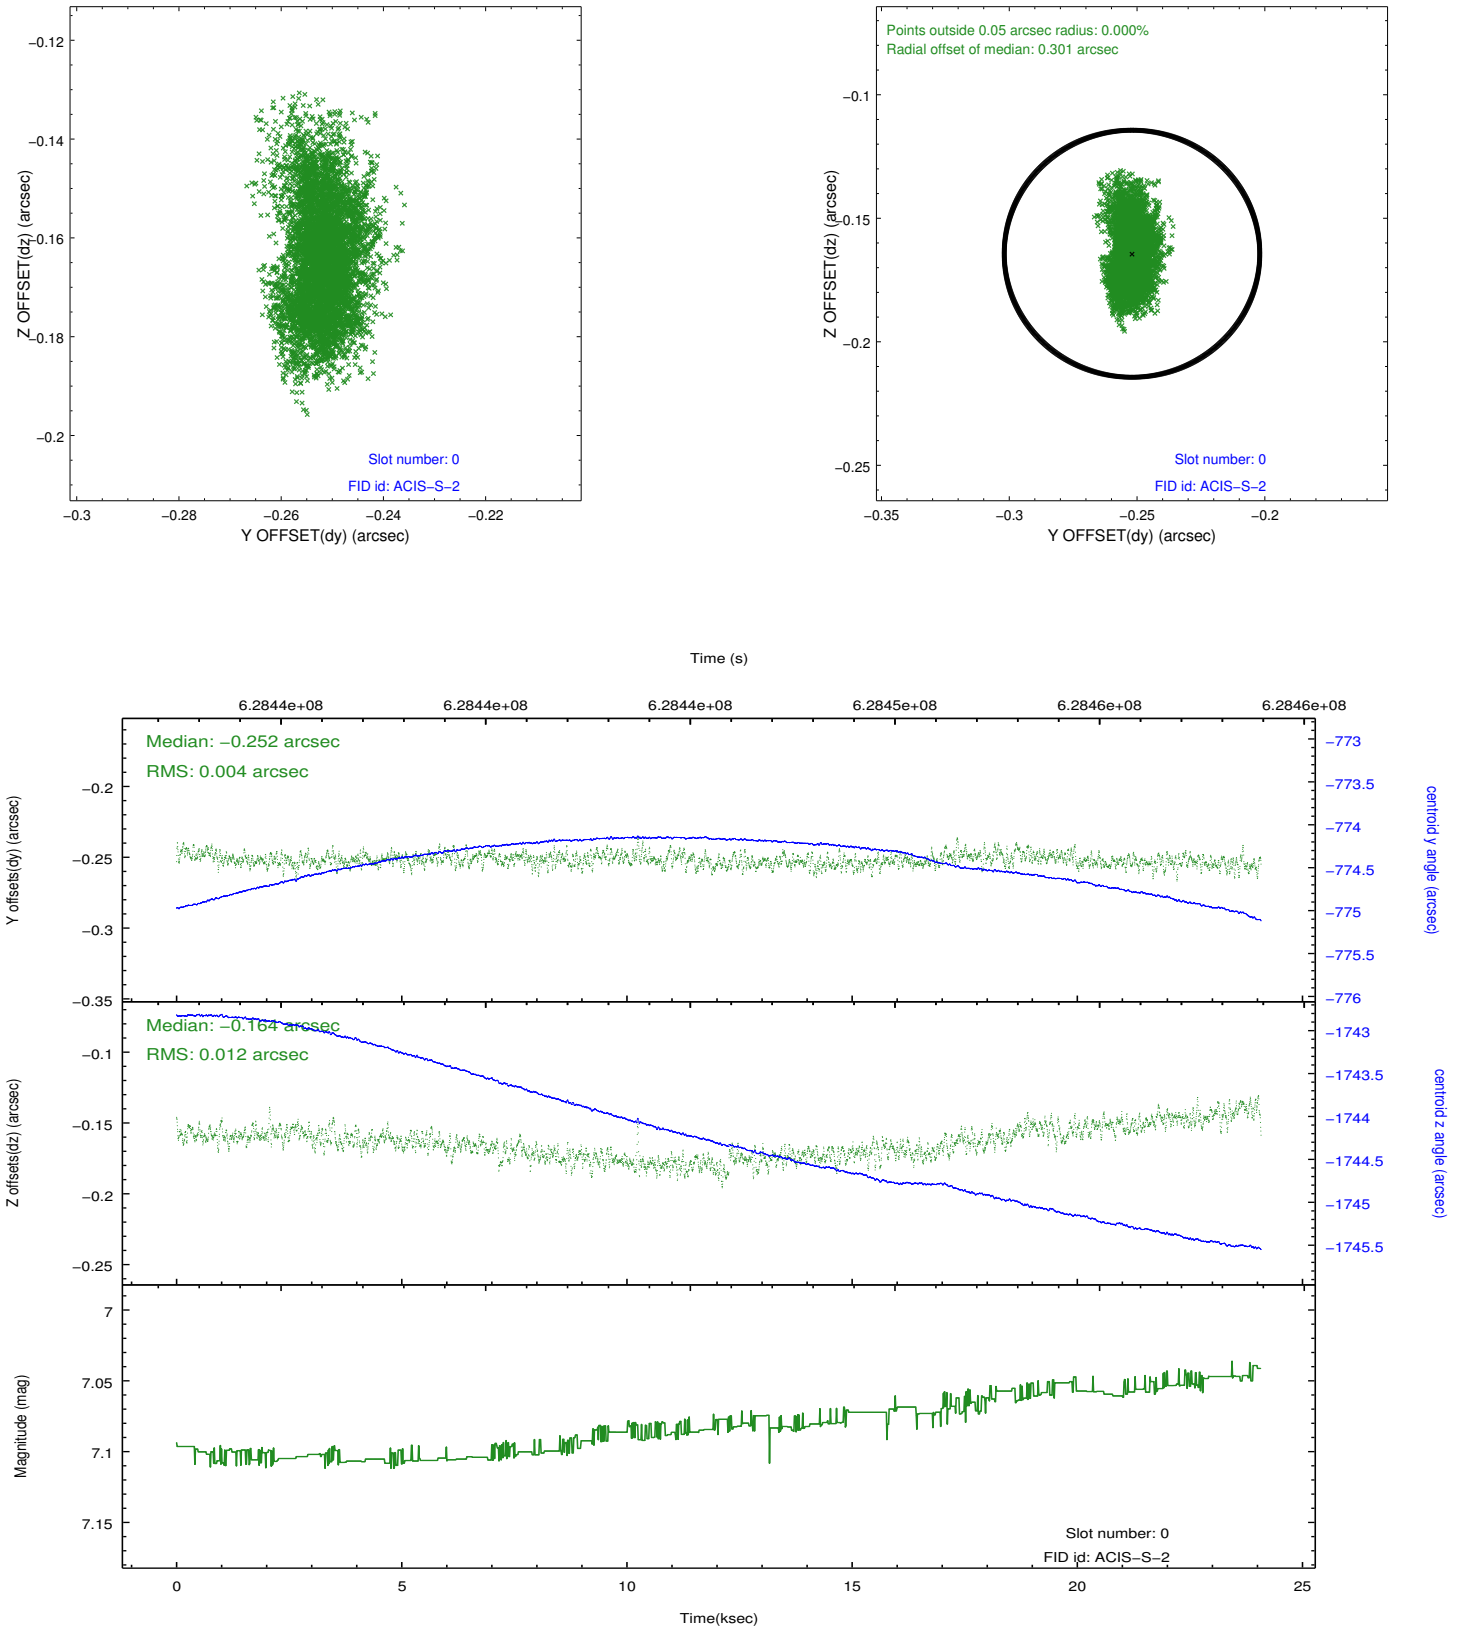 −0.12
−0.14
−0.16
−0.18
−0.2
Z OFFSET(dz) (arcsec)
Slot number: 0
FID id: ACIS−S−2
−0.3 −0.28 −0.26 −0.24 −0.22
Y OFFSET(dy) (arcsec)
Points outside 0.05 arcsec radius: 0.000%
Radial offset of median: 0.301 arcsec
−0.1
−0.15
−0.2
−0.25
Z OFFSET(dz) (arcsec)
Slot number: 0
FID id: ACIS−S−2
−0.35 −0.3 −0.25 −0.2
Y OFFSET(dy) (arcsec)
Time (s)
6.2844e+08 6.2844e+08 6.2844e+08 6.2845e+08 6.2846e+08 6.2846e+08
Median: −0.252 arcsec
RMS: 0.004 arcsec
−0.2
−0.25
−0.3
−0.35
Y offsets(dy) (arcsec)
−773
−773.5
−774
−774.5
−775
−775.5
−776
centroid y angle (arcsec)
Median: −0.164 arcsec
RMS: 0.012 arcsec
−0.1
−0.15
−0.2
−0.25
Z offsets(dz) (arcsec)
−1743
−1743.5
−1744
−1744.5
−1745
−1745.5
centroid z angle (arcsec)
7
7.05
7.1
7.15
Magnitude (mag)
Slot number: 0
FID id: ACIS−S−2
0 5 10 15 20 25
Time(ksec)